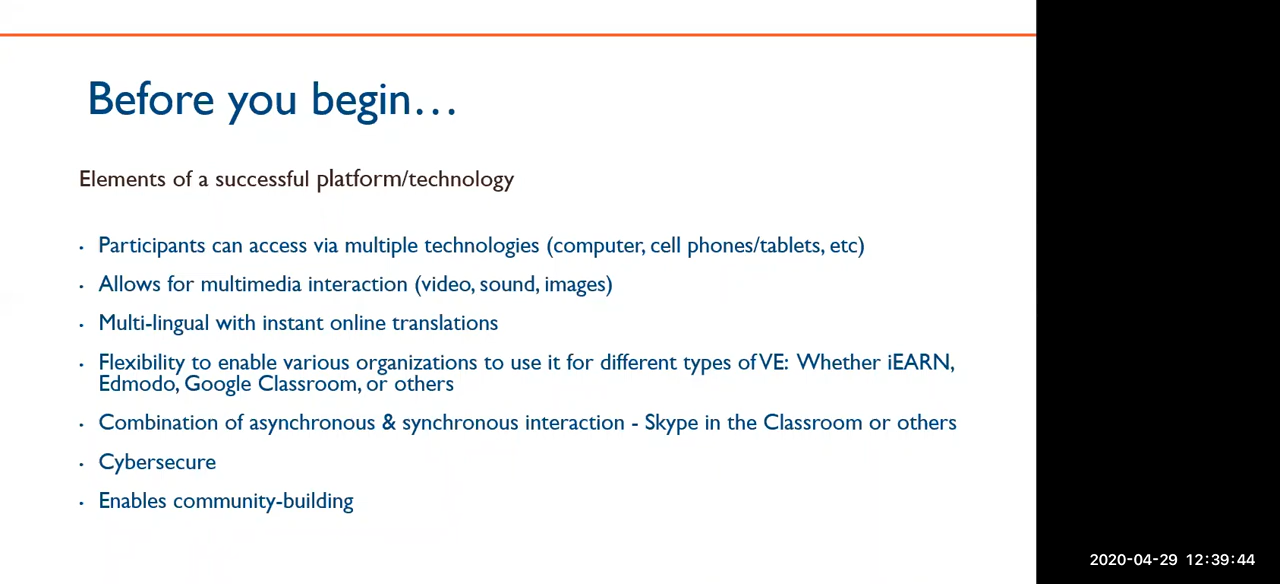 Before you begin…
Elements of a successful platform/technology
• Participants can access via multiple technologies (computer, cell phones/tablets, etc)
• Allows for multimedia interaction (video, sound, images)
• Multi-lingual with instant online translations
• Flexibility to enable various organizations to use it for different types of VE: Whether iEARN,
Edmodo, Google Classroom, or others
• Combination of asynchronous & synchronous interaction - Skype in the Classroom or others
• Cybersecure
• Enables community-building
2020-04-29 12:39:44